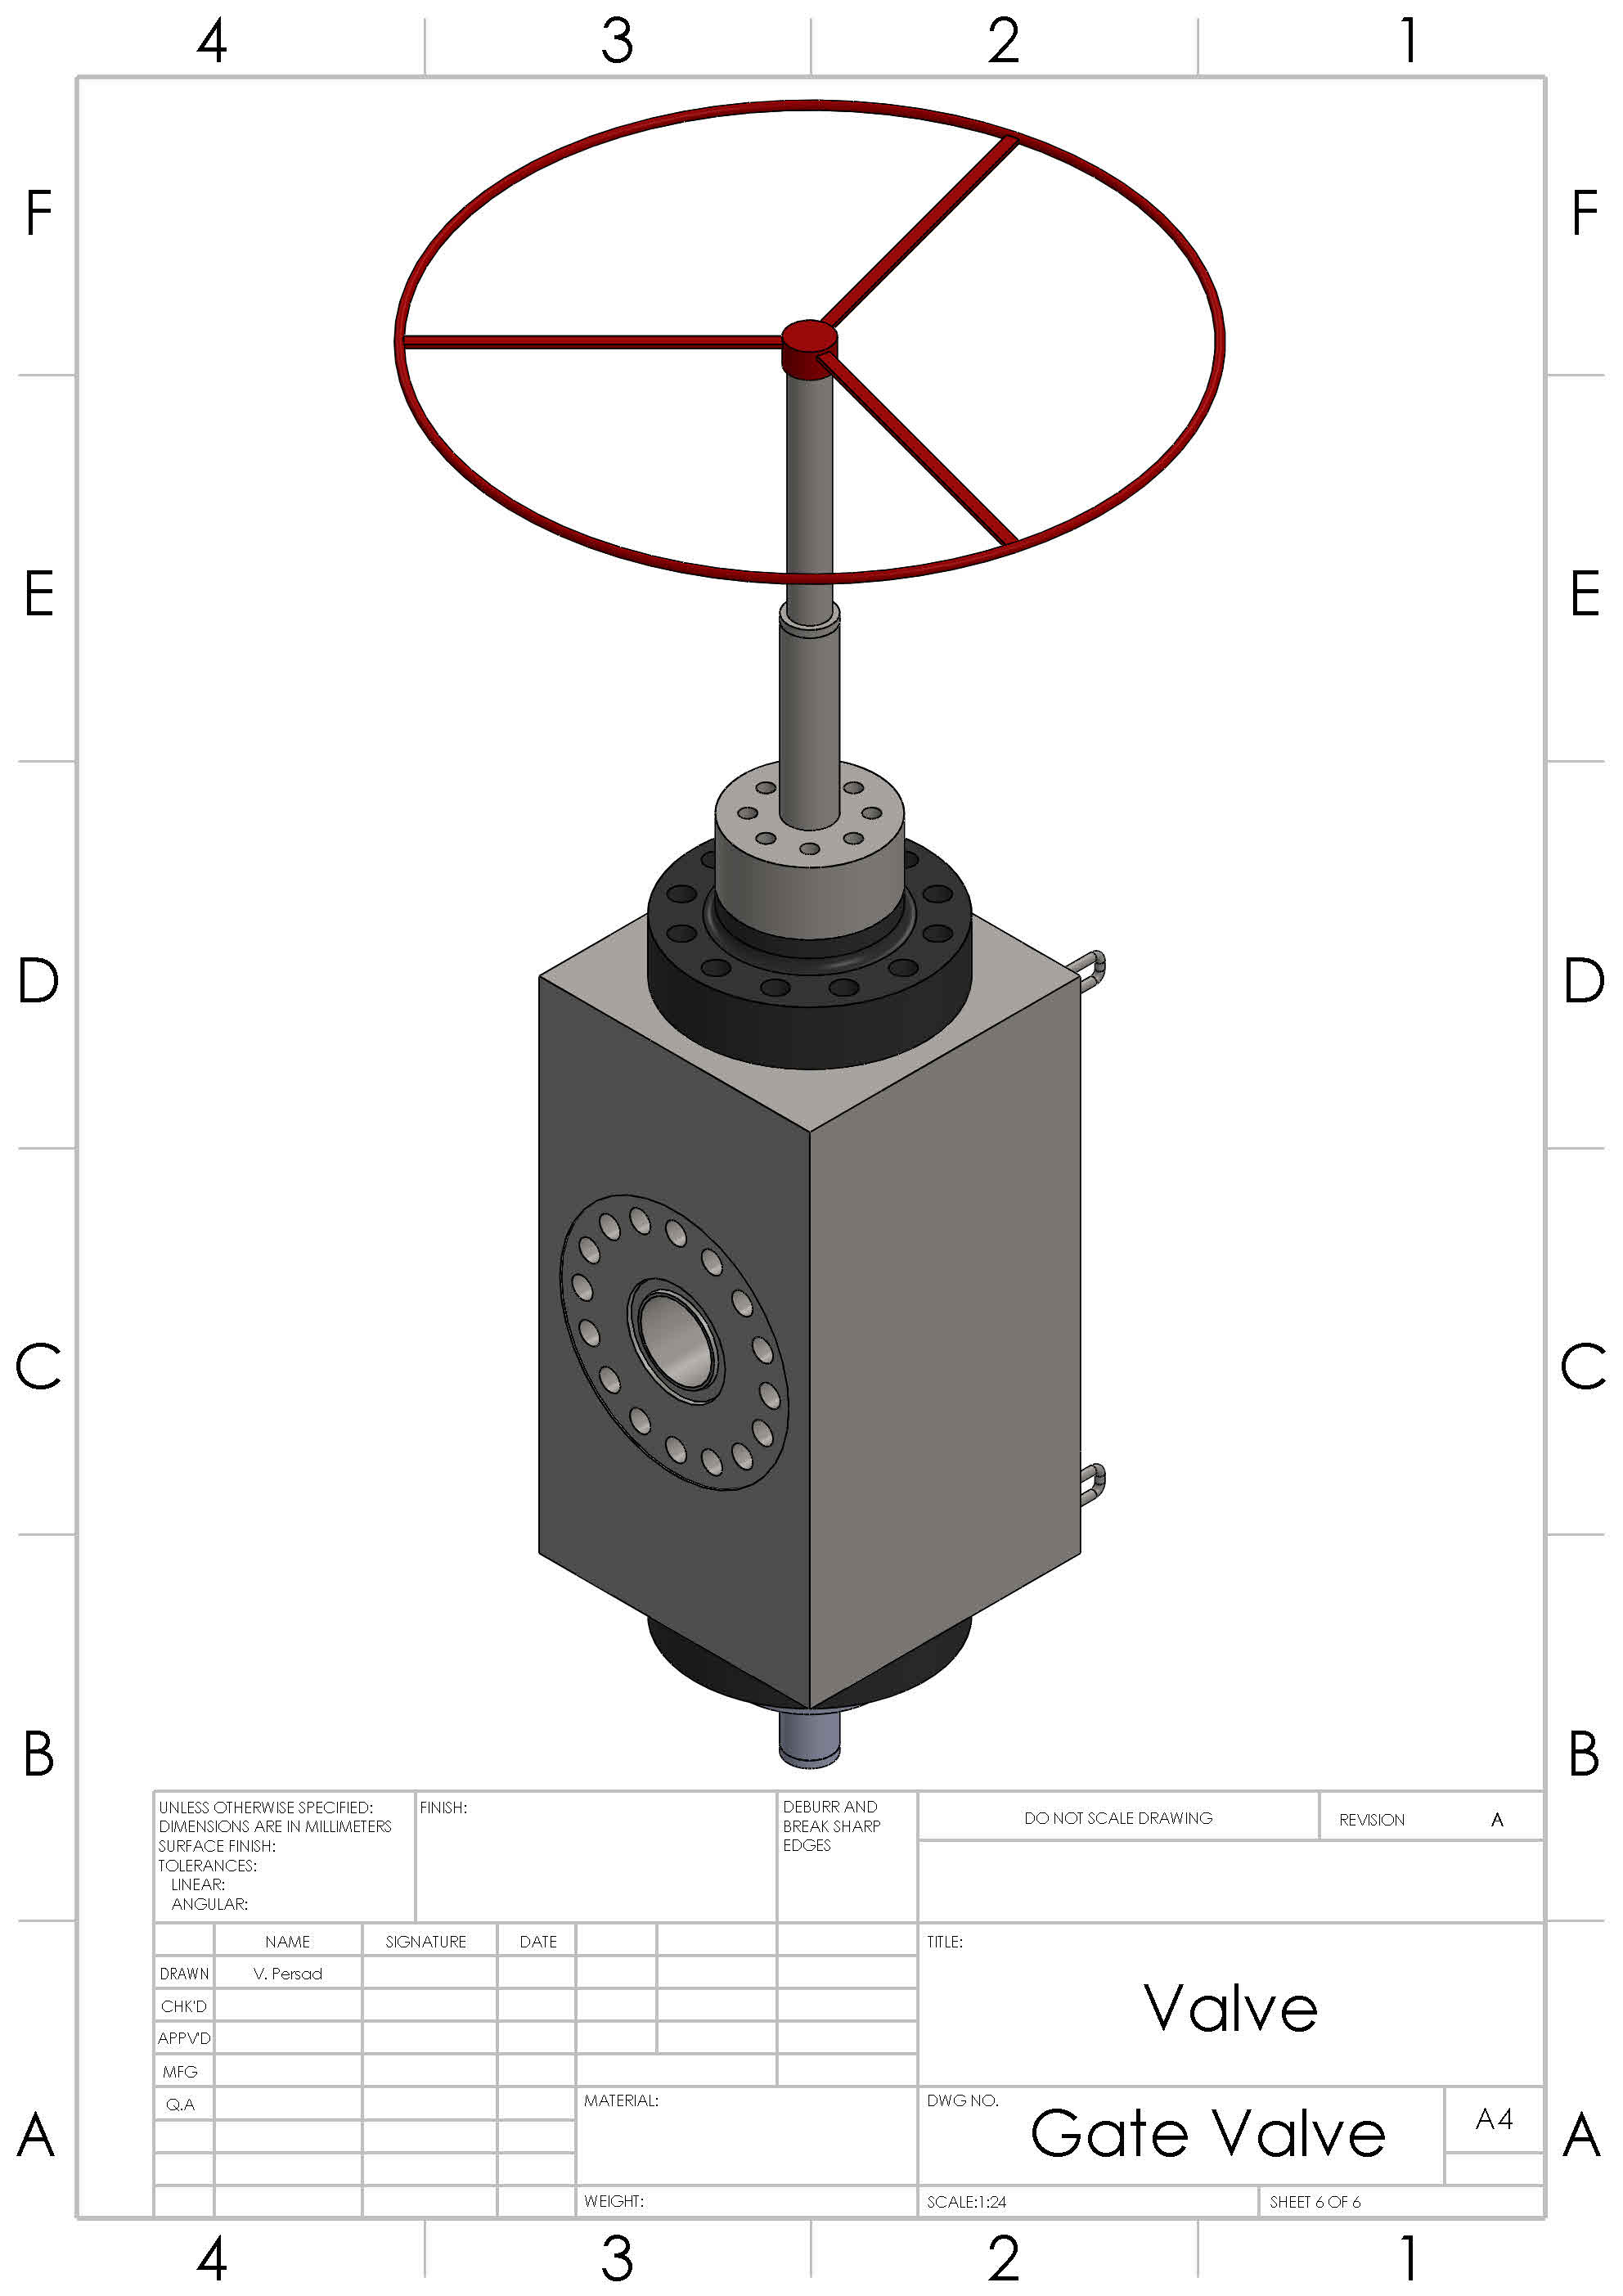 4 3 2 1
F F
E E
D D
C C
B B
UNLESS OTHERWISE SPECIFIED:
DIMENSIONS ARE IN MILLIMETERS
SURFACE FINISH:
TOLERANCES:
LINEAR:
ANGULAR:
FINISH:
DEBURR AND
BREAK SHARP
EDGES
DO NOT SCALE DRAWING
REVISION A
NAME SIGNATURE DATE
DRAWN V. Persad
CHK'D
APPV'D
MFG
Q.A
MATERIAL:
WEIGHT:
TITLE:
Valve
DWG NO.
Gate Valve
A4
SCALE:1:24
SHEET 6 OF 6
A A
4 3 2 1